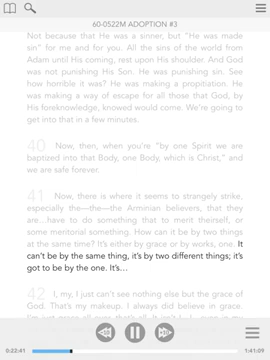 60-0522M ADOPTION #3
Not because that He was a sinner, but "He was made
sin" for me and for you. All the sins of the world from
Adam until His coming, rest upon His shoulder. And God
was not punishing His Son. He was punishing sin. See
how horrible it was? He was making a propitiation. He
was making a way of escape for all those that God, by
His foreknowledge, knowed would come. We're going to
get into that in a few minutes.
40 Now, then, when you're "by one Spirit we are
baptized into that Body, one Body, which is Christ," and
we are safe forever.
41 Now, there is where it seems to strangely strike,
especially the—the—the Arminian believers, that they
are...have to do something that to merit theirself, or
some meritorial something. How can it be by two things
at the same time? It's either by grace or by works, one. It
can't be by the same thing, it's by two different things; it's
got to be by the one. It's...
42 I, my, I just can't see nothing else but the grace of
God. That's my makeup. I always did believe in grace.
0:22:41
1:41:09